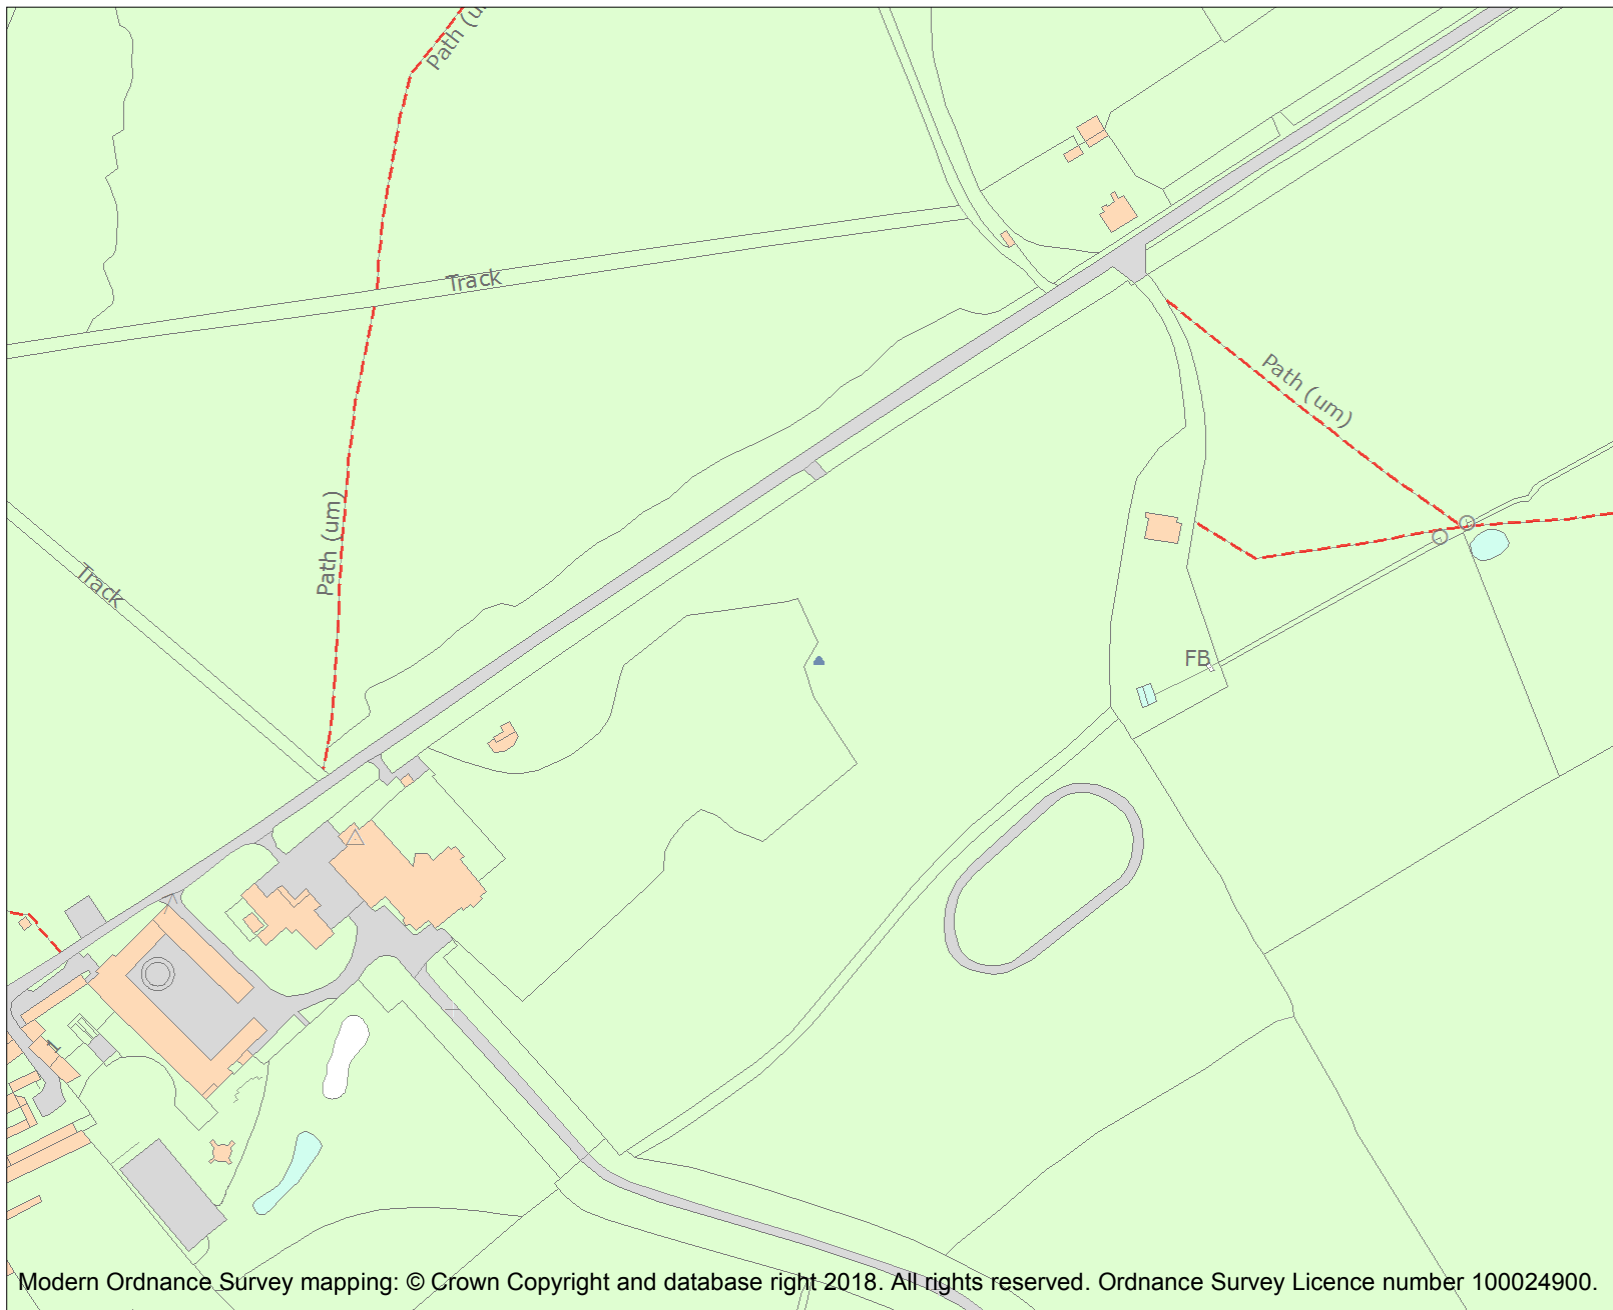 Path (u
Track
Path (um)
Path (um)
Track
FB
1
Modern Ordnance Survey mapping: © Crown Copyright and database right 2018. All rights reserved. Ordnance Survey Licence number 100024900.